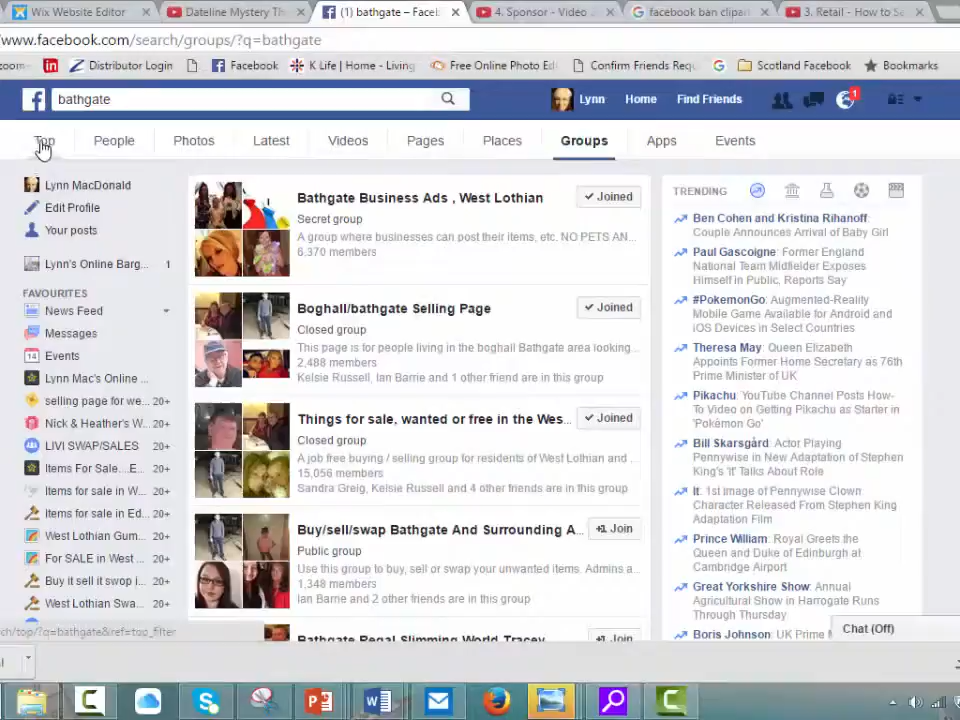 Wix Website Editor
Dateline Mystery Th
(1) bathgate – Faceb
4. Sponsor - Video
facebook ban clipart
3. Retail - How to Se
/www.facebook.com/search/groups/?q=bathgate
zoom-
in
Distributor Login
Facebook
K Life | Home - Living
Free Online Photo Edi
Confirm Friends Requ
G
Scotland Facebook
Bookmarks
bathgate
Lynn
Home
Find Friends
1
Top
People
Photos
Latest
Videos
Pages
Places
Groups
Apps
Events
Lynn MacDonald
Edit Profile
Your posts
Lynn's Online Barg... 1
FAVOURITES
News Feed
Messages
14 Events
Lynn Mac's Online ...
selling page for we... 20+
Nick & Heather's W... 20+
LIVI SWAP/SALES 20+
Items For Sale....E... 20+
Items for sale in W... 20+
Items for sale in Ed... 20+
West Lothian Gum... 20+
For SALE in West ... 20+
Buy it sell it swop i... 20+
West Lothian Swa... 20+
ch/top/?q=bathgate&ref=top_filter
Bathgate Business Ads , West Lothian
Joined
Secret group
A group where businesses can post their items, etc. NO PETS AN...
6,370 members
Boghall/bathgate Selling Page
Joined
Closed group
This page is for people living in the boghall Bathgate area looking...
2,488 members
Kelsie Russell, Ian Barrie and 1 other friend are in this group
Things for sale, wanted or free in the Wes...
Joined
Closed group
A job free buying / selling group for residents of West Lothian and ...
15,056 members
Sandra Greig, Kelsie Russell and 4 other friends are in this group
Buy/sell/swap Bathgate And Surrounding A...
+1 Join
Public group
Use this group to buy, sell or swap your unwanted items. Admins a...
1,348 members
Ian Barrie and 2 other friends are in this group
Bathgate Regal Slimming World Tracey
+1 Join
TRENDING
Ben Cohen and Kristina Rihanoff:
Couple Announces Arrival of Baby Girl
Paul Gascoigne: Former England
National Team Midfielder Exposes
Himself in Public, Reports Say
#PokemonGo: Augmented-Reality
Mobile Game Available for Android and
iOS Devices in Select Countries
Theresa May: Queen Elizabeth
Appoints Former Home Secretary as 76th
Prime Minister of UK
Pikachu: YouTube Channel Posts How-
To Video on Getting Pikachu as Starter in
'Pokémon Go'
Bill Skarsgård: Actor Playing
Pennywise in New Adaptation of Stephen
King's 'It' Talks About Role
It: 1st Image of Pennywise Clown
Character Released From Stephen King
Adaptation Film
Prince William: Royal Greets the
Queen and Duke of Edinburgh at
Cambridge Airport
Great Yorkshire Show: Annual
Agricultural Show in Harrogate Runs
Through Thursday
Boris Johnson: UK Prime M
Chat (Off)